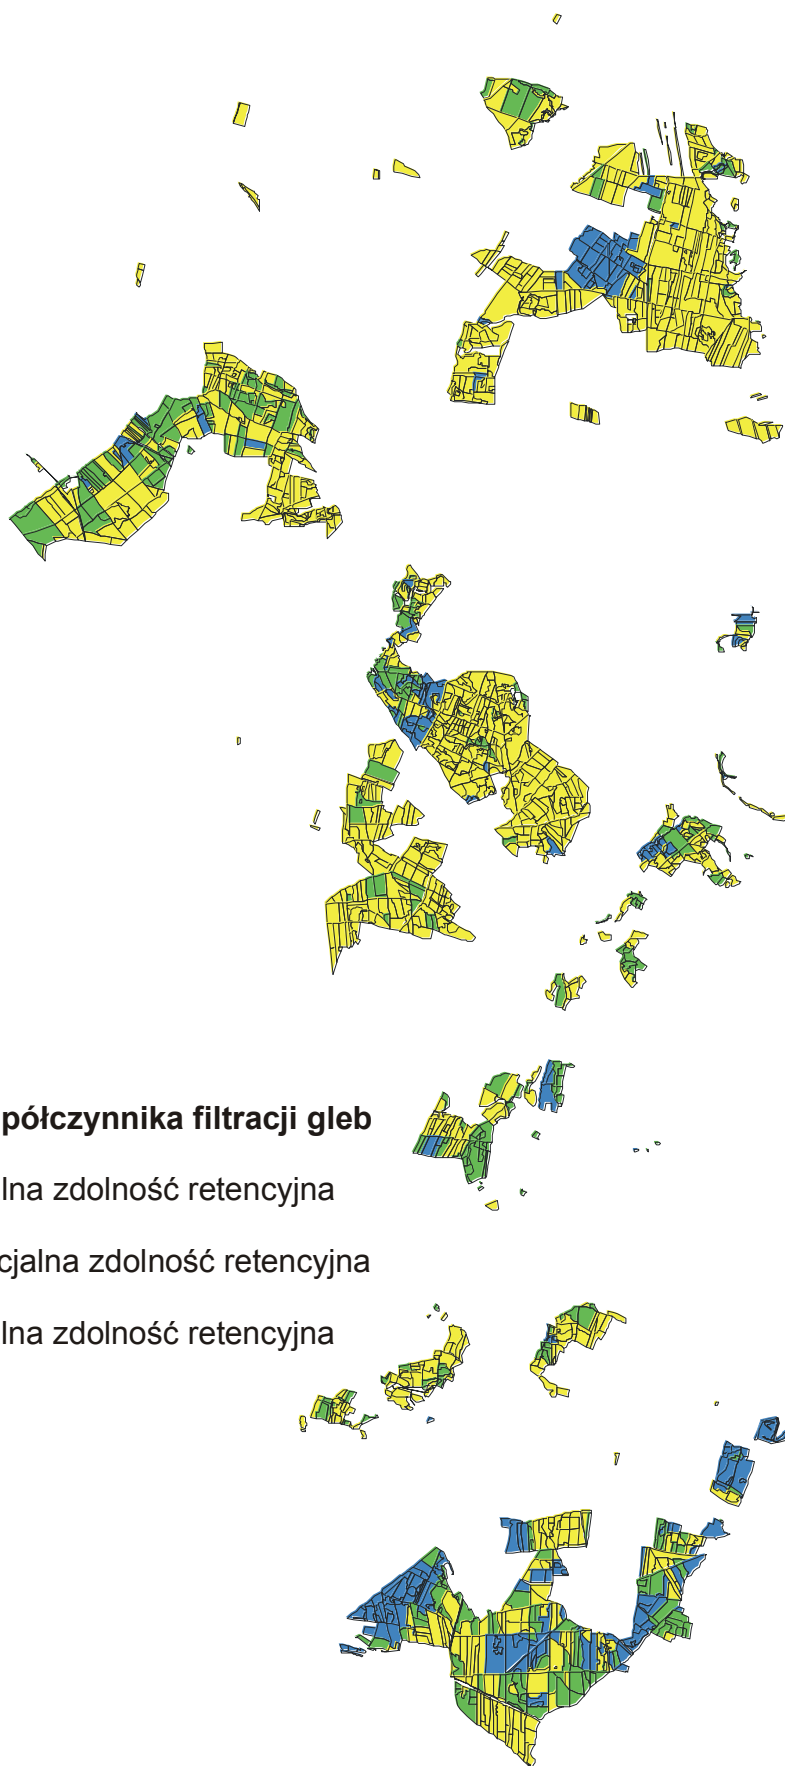 półczynnika filtracji gleb
lna zdolność retencyjna
cjalna zdolność retencyjna
lna zdolność retencyjna